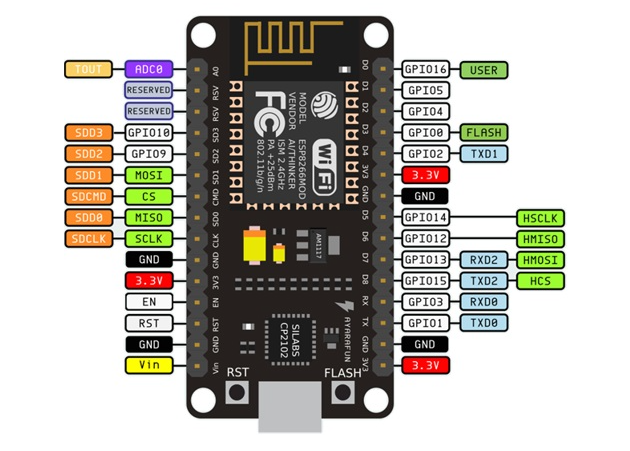 TOUT ADC0 A0 D0 GPIO16 USER
RESERVED RSV D1 GPIO5
RESERVED RSV D2 GPIO4
SDD3 GPIO10 SD3 D3 GPIO0 FLASH
SDD2 GPIO9 SD2 D4 GPIO2 TXD1
SDD1 MOSI SD1 3V3 3.3V
SDCMD CS CMD GND GND
SDD0 MISO SD0 D5 GPIO14 HSCLK
SDCLK SCLK CLK D6 GPIO12 HMISO
GND GND D7 GPIO13 RXD2 HMOSI
3.3V 3V3 D8 GPIO15 TXD2 HCS
EN EN RX GPIO3 RXD0
RST RST TX GPIO1 TXD0
GND GND GND GND
Vin Vin 3V3 3.3V
MODEL ESP8266MOD
VENDOR AI/THINKER
ISM 2.4GHz
PA +25dBm
802.11b/g/n
FC
Wi Fi
AM1117
SILABS
CP2102
AYARAFUN
RST
FLASH